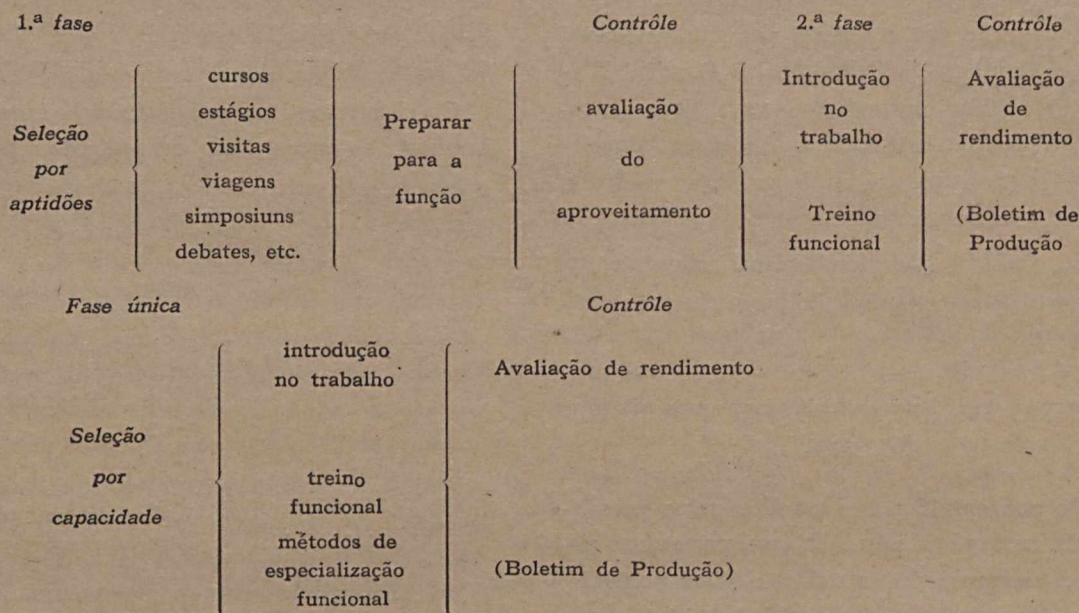 1.ª fase
Contrôle
2.ª fase
Contrôle
Seleção
por
aptidões
cursos
estágios
visitas
viagens
simposiuns
debates, etc.
Preparar
para a
função
avaliação
do
aproveitamento
Introdução
no
trabalho
Treino
funcional
Avaliação
de
rendimento
(Boletim de
Produção
Fase única
Contrôle
Seleção
por
capacidade
introdução
no trabalho
treino
funcional
métodos de
especialização
funcional
Avaliação de rendimento
(Boletim de Produção)